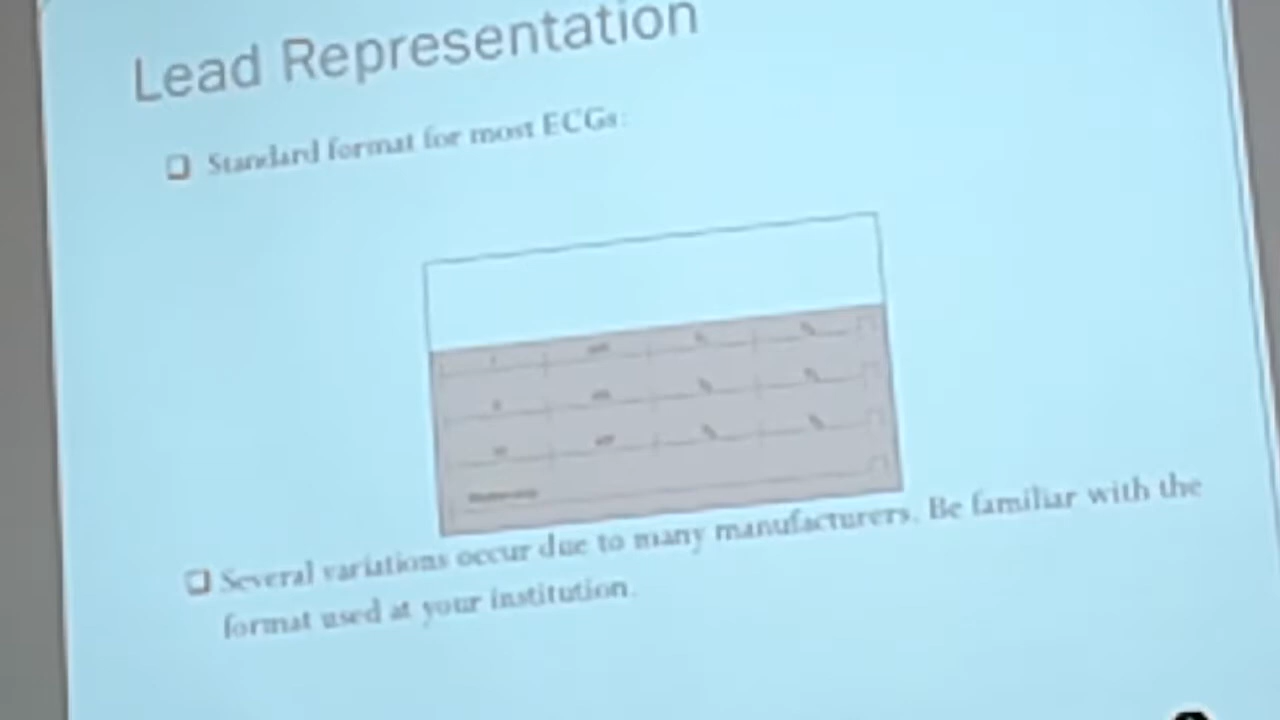 Lead Representation
❑ Standard format for most ECGs:
❑ Several variations occur due to many manufacturers. Be familiar with the
format used at your institution.